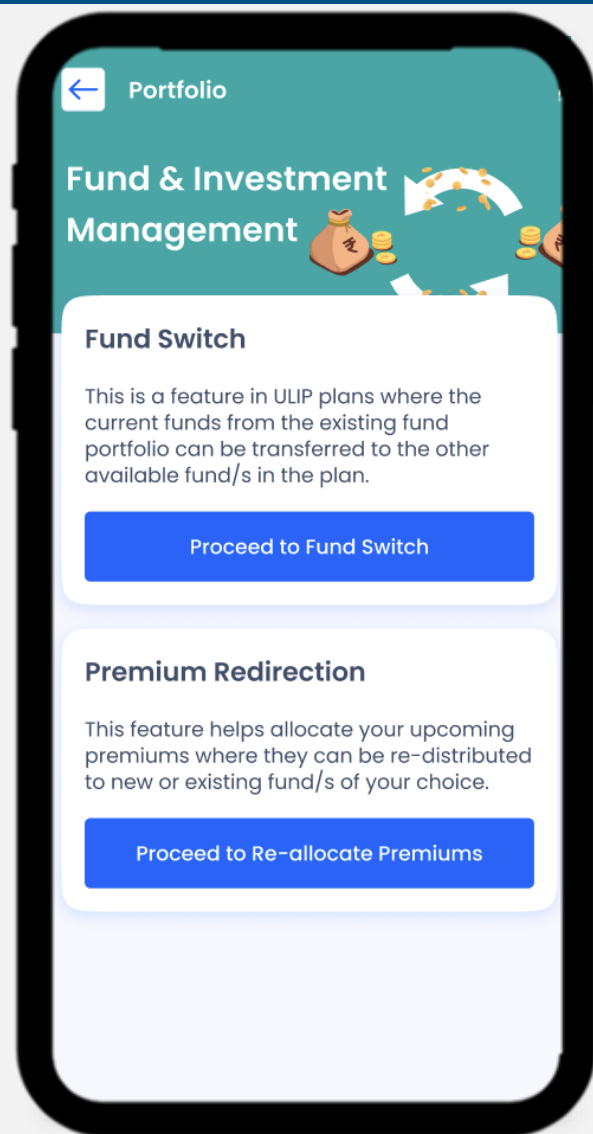 Portfolio
Fund & Investment
Management
Fund Switch
This is a feature in ULIP plans where the
current funds from the existing fund
portfolio can be transferred to the other
available fund/s in the plan.
Proceed to Fund Switch
Premium Redirection
This feature helps allocate your upcoming
premiums where they can be re-distributed
to new or existing fund/s of your choice.
Proceed to Re-allocate Premiums